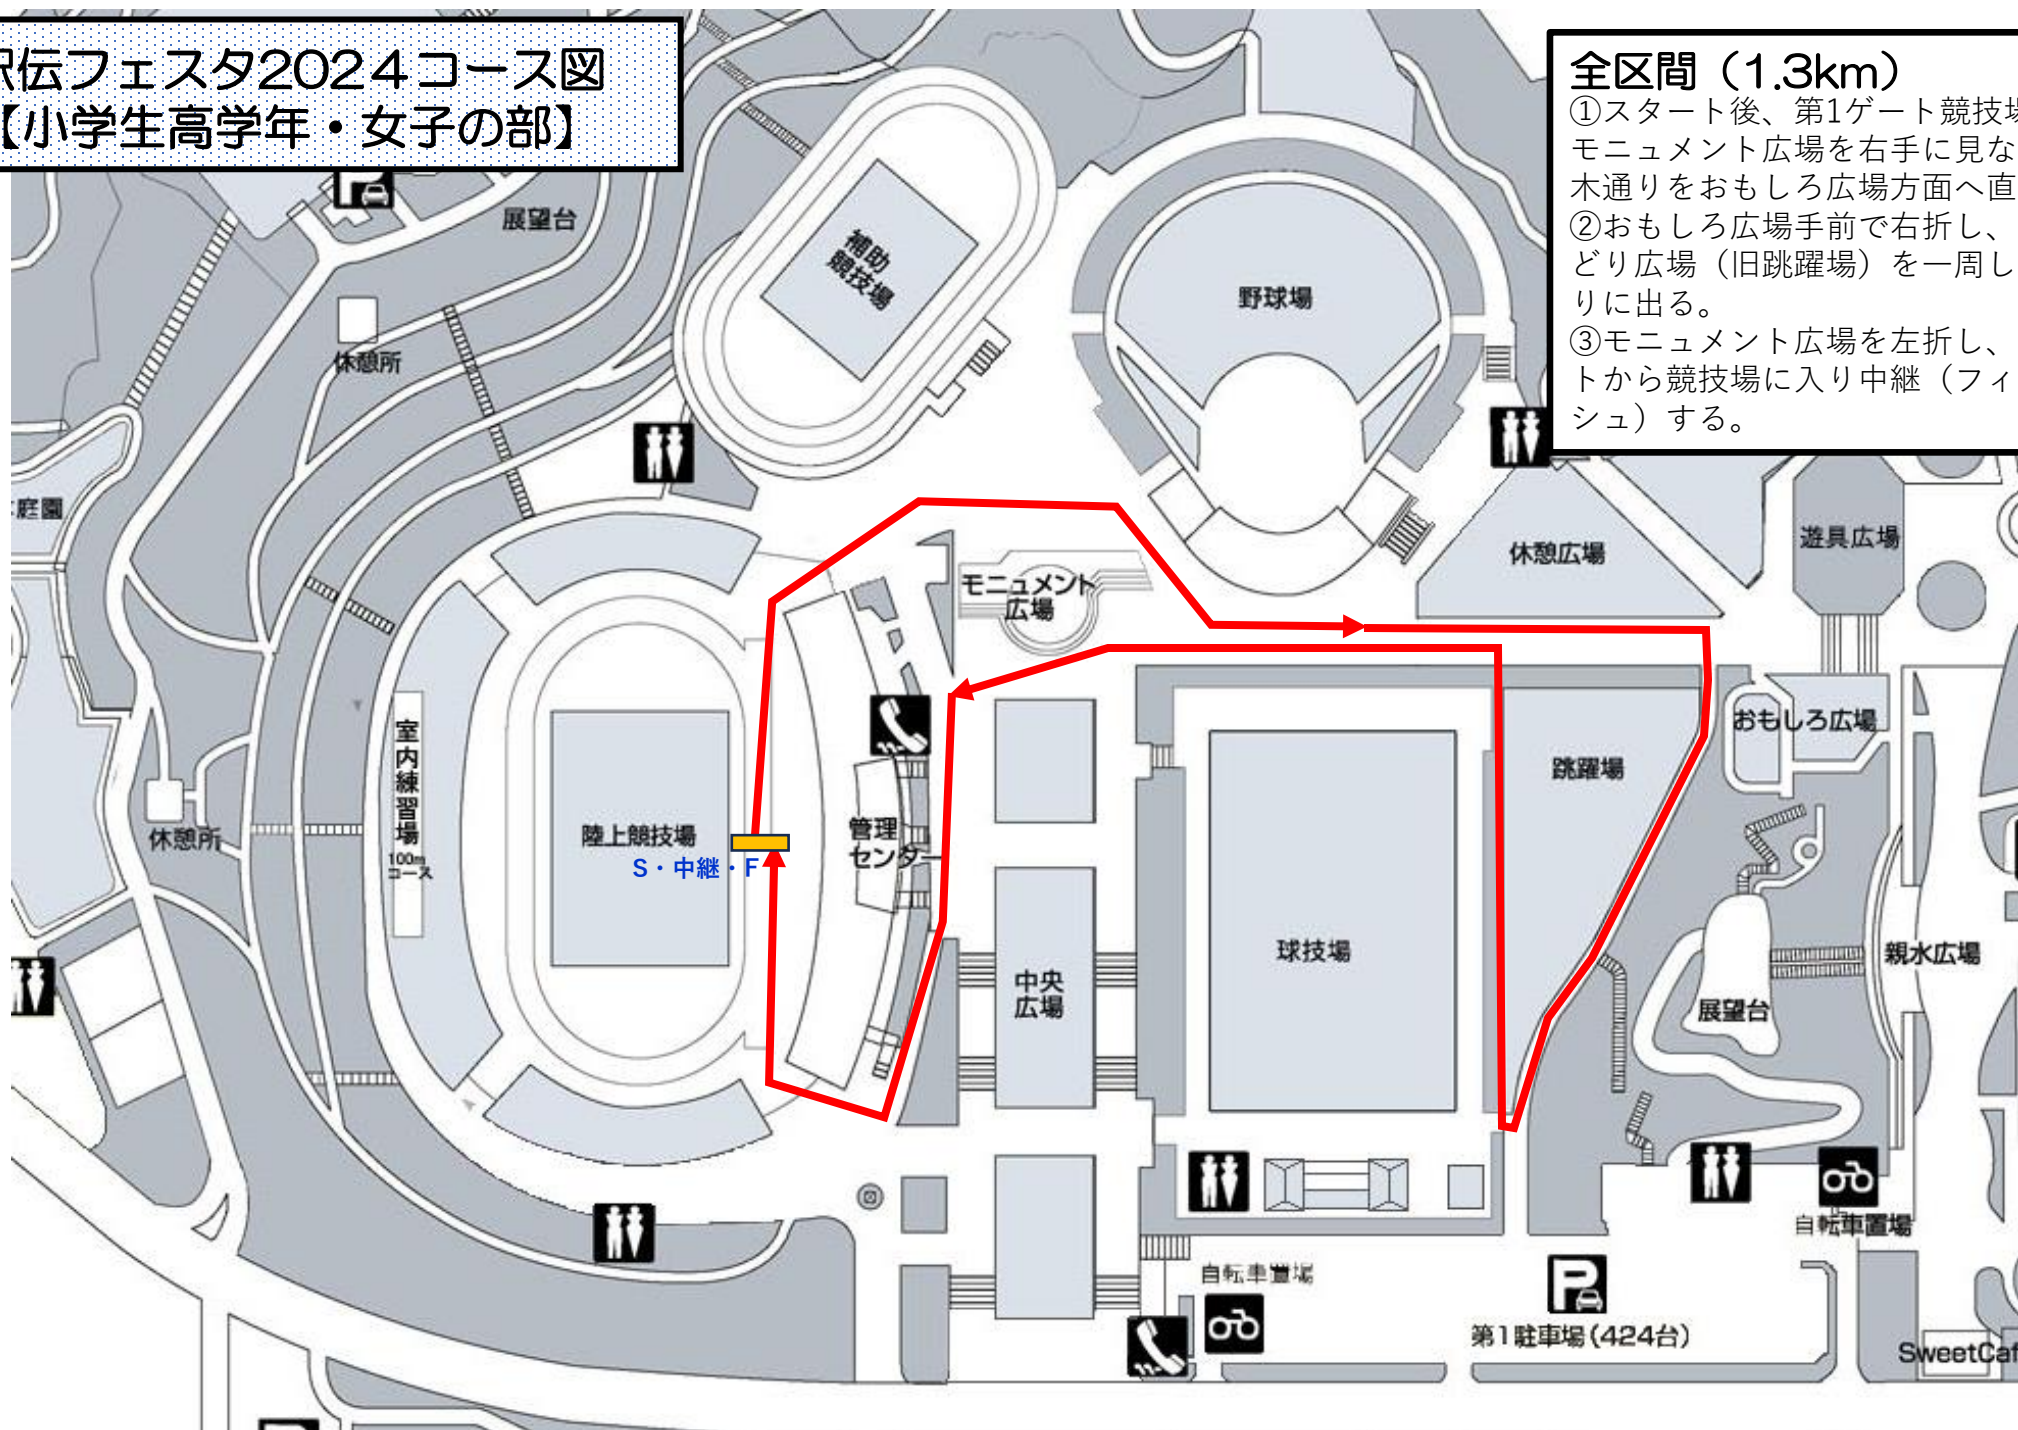 駅伝フェスタ2024コース図
【小学生高学年・女子の部】
全区間（1.3km）
①スタート後、第1ゲート競技場
モニュメント広場を右手に見な
木通りをおもしろ広場方面へ直
②おもしろ広場手前で右折し、
どり広場（旧跳躍場）を一周し
りに出る。
③モニュメント広場を左折し、
トから競技場に入り中継（フィ
シュ）する。
展望台
補助
競技場
野球場
休憩所
庭園
遊具広場
休憩広場
モニュメント
広場
おもしろ広場
室内練習場
100m
コース
跳躍場
休憩所
陸上競技場
管理
センター
S・中継・F
球技場
中央
広場
親水広場
展望台
自転車置場
自転車置場
第1駐車場(424台)
SweetCaf